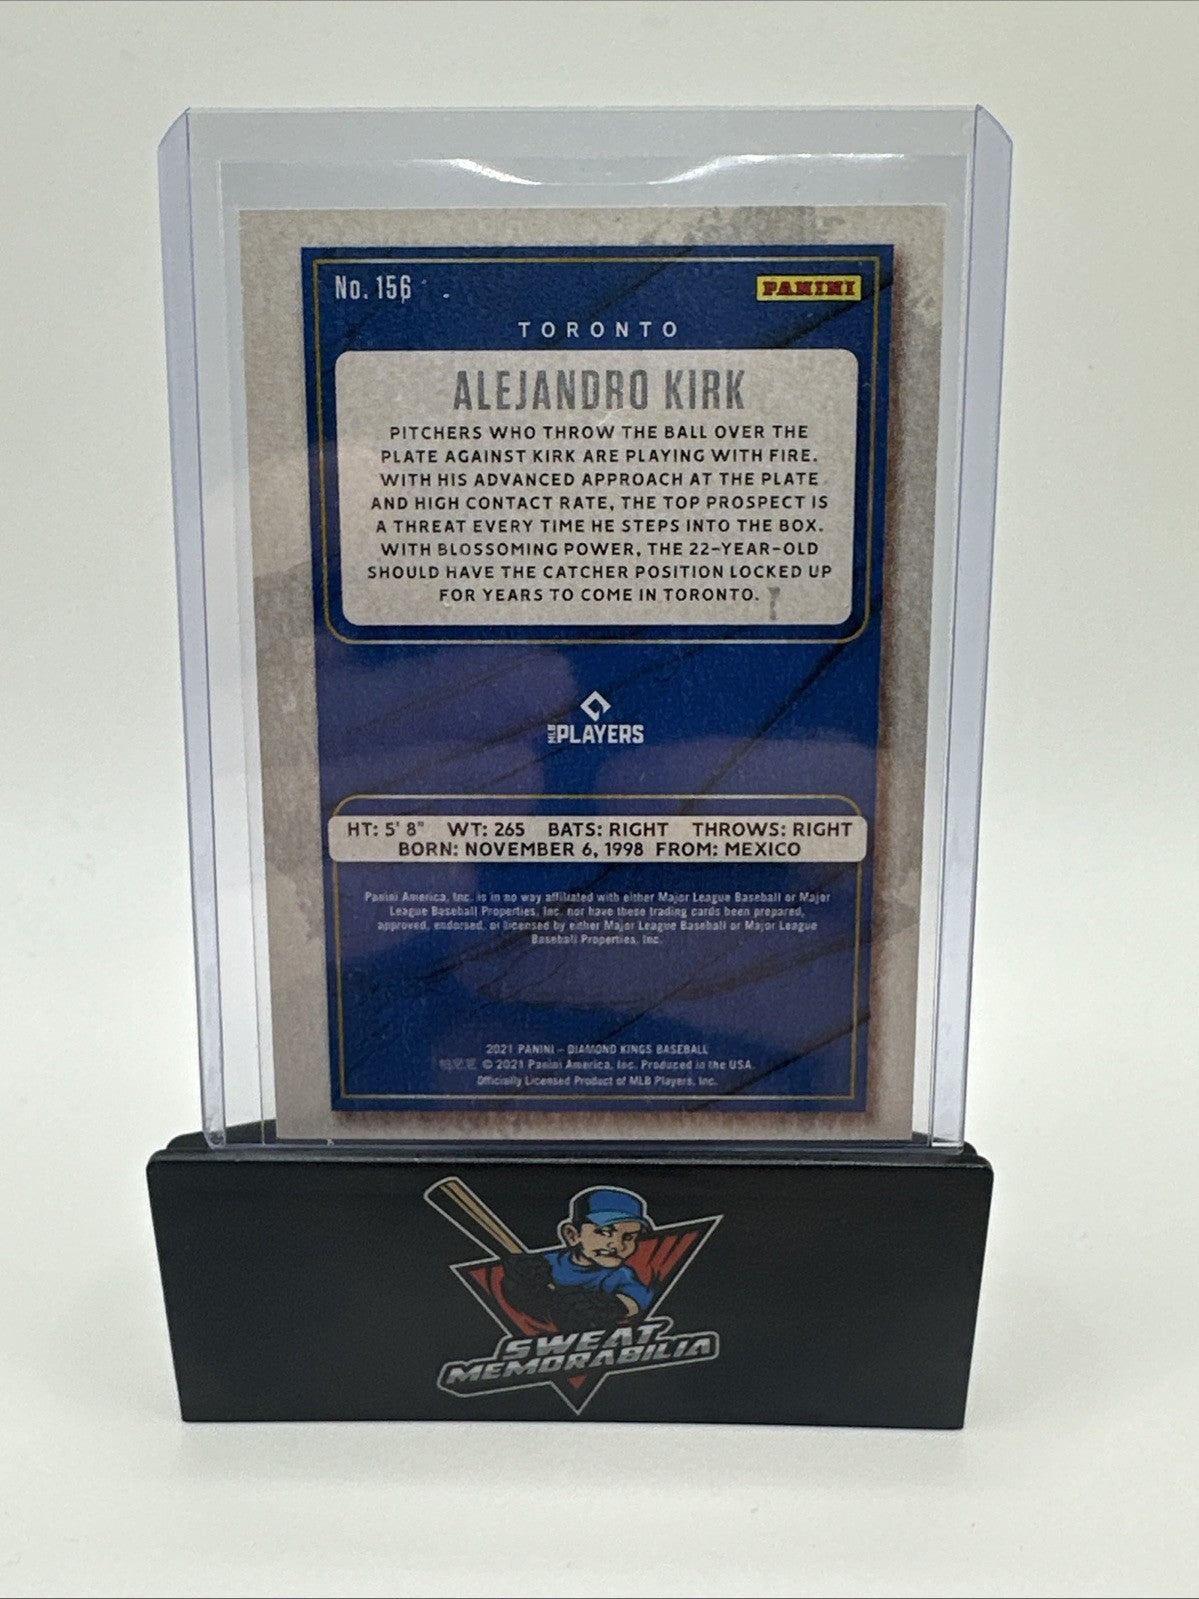 No. 156
PANINI
TORONTO
ALEJANDRO KIRK
PITCHERS WHO THROW THE BALL OVER THE
PLATE AGAINST KIRK ARE PLAYING WITH FIRE.
WITH HIS ADVANCED APPROACH AT THE PLATE
AND HIGH CONTACT RATE, THE TOP PROSPECT IS
A THREAT EVERY TIME HE STEPS INTO THE BOX.
WITH BLOSSOMING POWER, THE 22-YEAR-OLD
SHOULD HAVE THE CATCHER POSITION LOCKED UP
FOR YEARS TO COME IN TORONTO.
MLB PLAYERS
HT: 5' 8" WT: 265 BATS: RIGHT THROWS: RIGHT
BORN: NOVEMBER 6, 1998 FROM: MEXICO
Panini America, Inc. is in no way affiliated with either Major League Baseball or Major
League Baseball Properties, Inc. nor have these trading cards been prepared,
approved, endorsed, or licensed by either Major League Baseball or Major League
Baseball Properties, Inc.
2021 PANINI – DIAMOND KINGS BASEBALL
© 2021 Panini America, Inc. Produced in the USA.
Officially Licensed Product of MLB Players, Inc.
SWEAT
MEMORABILIA